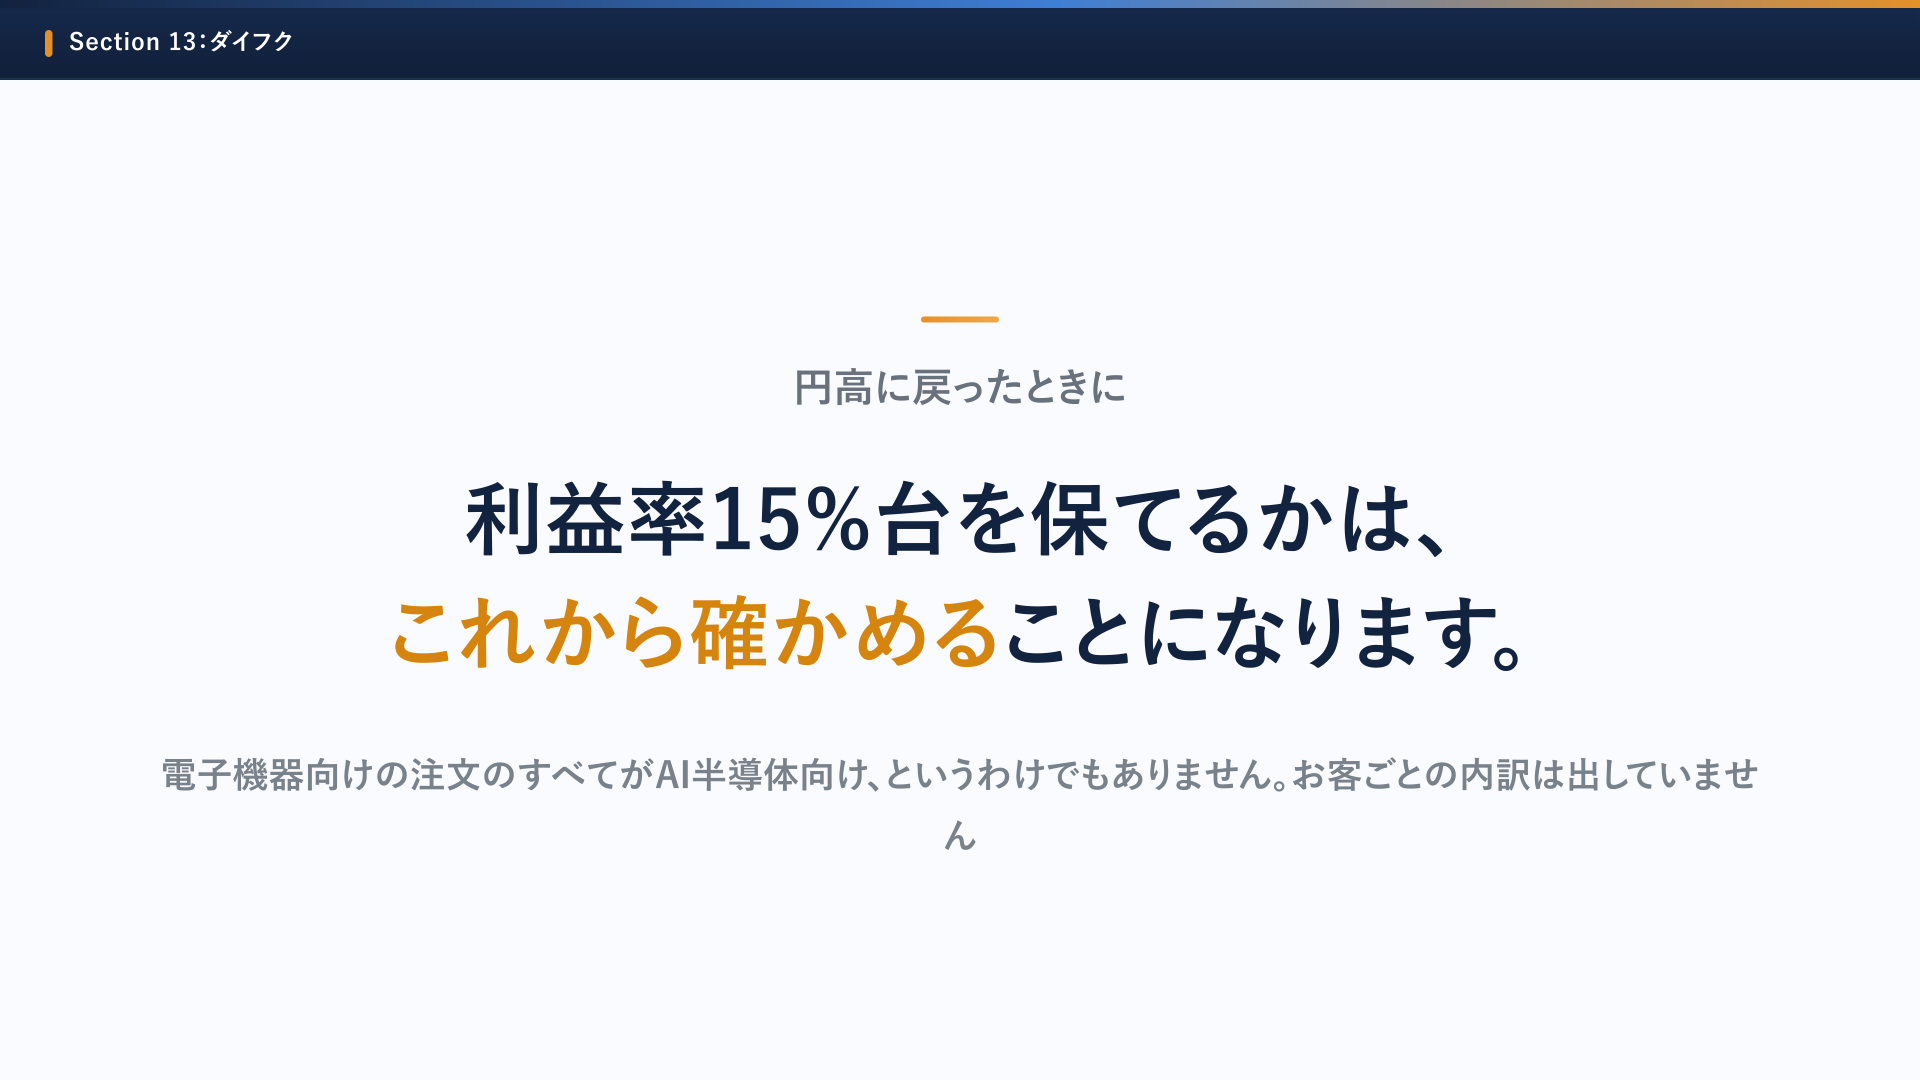 Section 13：ダイフク
円高に戻ったときに
利益率15%台を保てるかは、
これから確かめることになります。
電子機器向けの注文のすべてがAI半導体向け、というわけでもありません。お客ごとの内訳は出していませ
ん